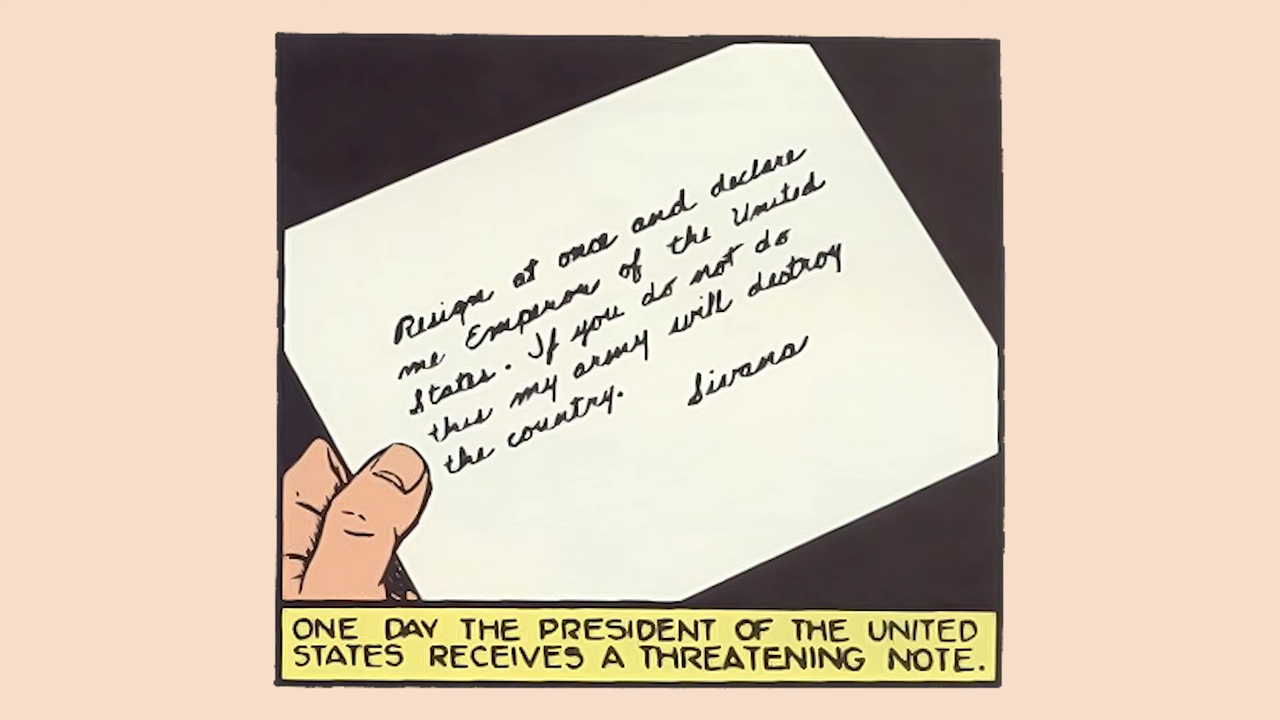 Resign at once and declare
me Emperor of the United
States. If you do not do
this my army will destroy
the country. Sivana
ONE DAY THE PRESIDENT OF THE UNITED
STATES RECEIVES A THREATENING NOTE.